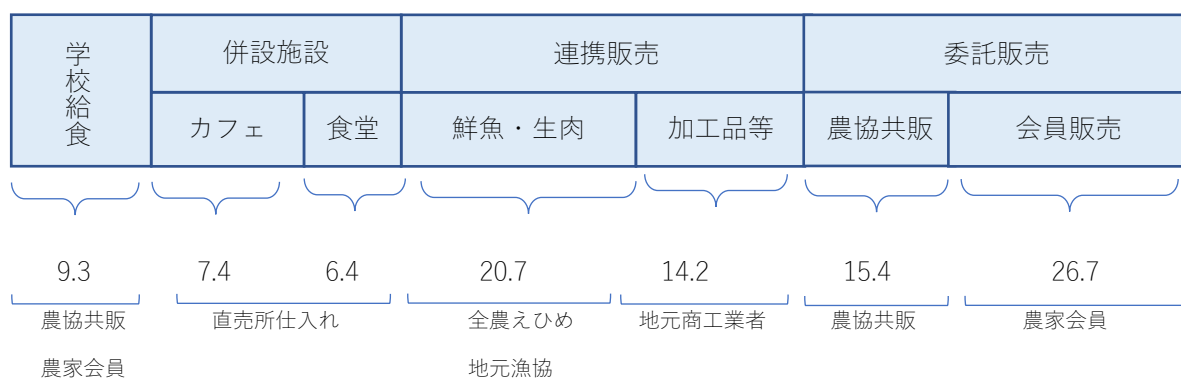 学校給食
併設施設
連携販売
委託販売
カフェ
食堂
鮮魚・生肉
加工品等
農協共販
会員販売
9.3
7.4
6.4
20.7
14.2
15.4
26.7
農協共販
直売所仕入れ
全農えひめ
地元商工業者
農協共販
農家会員
農家会員
地元漁協